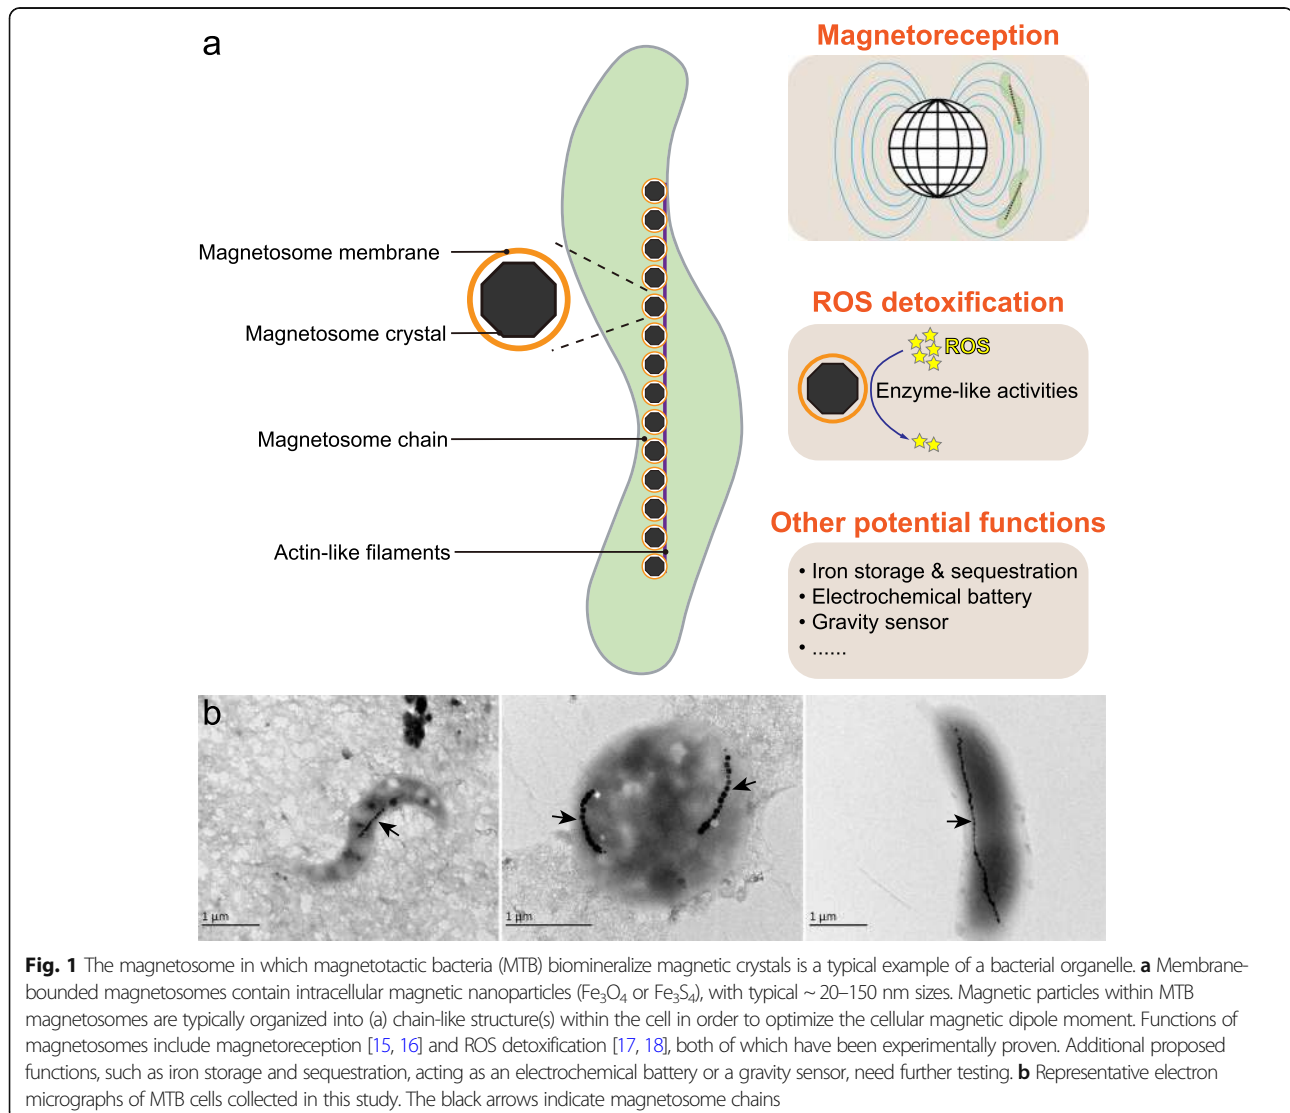 a
Magnetoreception
Magnetosome membrane
Magnetosome crystal
Magnetosome chain
Actin-like filaments
ROS detoxification
ROS
Enzyme-like activities
Other potential functions
• Iron storage & sequestration
• Electrochemical battery
• Gravity sensor
• ......
b
1 μm
1 μm
1 μm
Fig. 1 The magnetosome in which magnetotactic bacteria (MTB) biomineralize magnetic crystals is a typical example of a bacterial organelle. a Membrane-
bounded magnetosomes contain intracellular magnetic nanoparticles (Fe₃O₄ or Fe₃S₄), with typical ~ 20–150 nm sizes. Magnetic particles within MTB
magnetosomes are typically organized into (a) chain-like structure(s) within the cell in order to optimize the cellular magnetic dipole moment. Functions of
magnetosomes include magnetoreception [15, 16] and ROS detoxification [17, 18], both of which have been experimentally proven. Additional proposed
functions, such as iron storage and sequestration, acting as an electrochemical battery or a gravity sensor, need further testing. b Representative electron
micrographs of MTB cells collected in this study. The black arrows indicate magnetosome chains